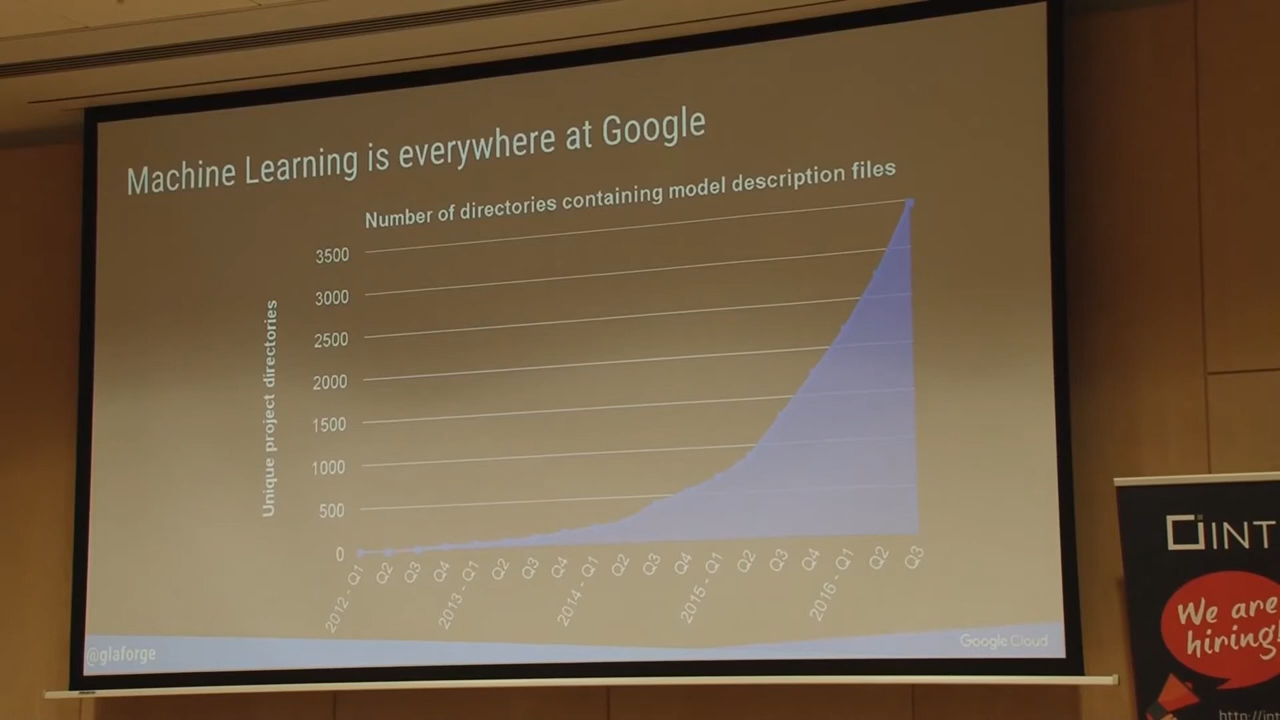 Machine Learning is everywhere at Google
Number of directories containing model description files
Unique project directories
3500
3000
2500
2000
1500
1000
500
0
2012 - Q1
Q2
Q3
Q4
2013 - Q1
Q2
Q3
Q4
2014 - Q1
Q2
Q3
Q4
2015 - Q1
Q2
Q3
Q4
2016 - Q1
Q2
Q3
@glaforge
Google Cloud
INT
We are
hiring!
http://int